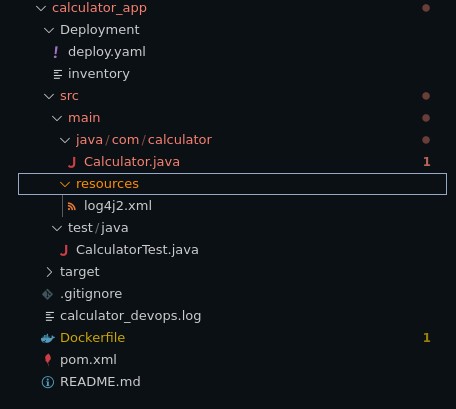 calculator_app
Deployment
! deploy.yaml
inventory
src
main
java/com/calculator
J Calculator.java 1
resources
log4j2.xml
test/java
J CalculatorTest.java
target
.gitignore
calculator_devops.log
Dockerfile 1
pom.xml
README.md